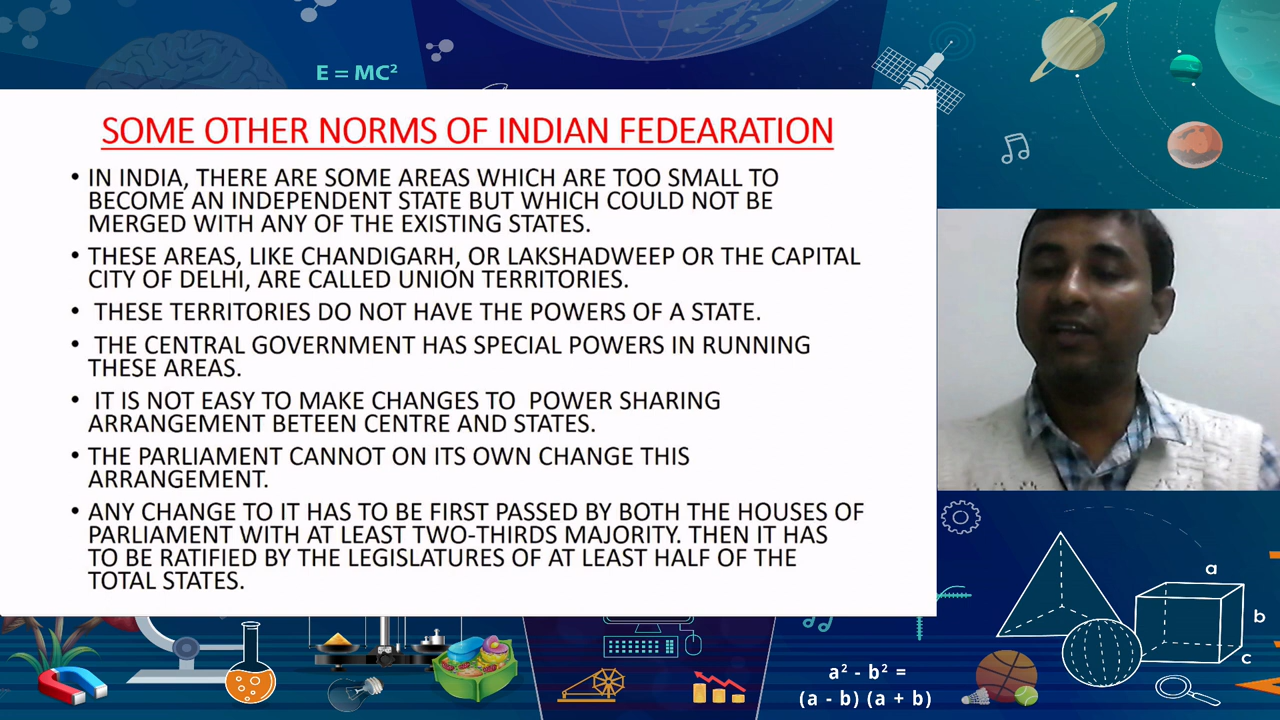 E = MC²
SOME OTHER NORMS OF INDIAN FEDEARATION
• IN INDIA, THERE ARE SOME AREAS WHICH ARE TOO SMALL TO
BECOME AN INDEPENDENT STATE BUT WHICH COULD NOT BE
MERGED WITH ANY OF THE EXISTING STATES.
• THESE AREAS, LIKE CHANDIGARH, OR LAKSHADWEEP OR THE CAPITAL
CITY OF DELHI, ARE CALLED UNION TERRITORIES.
• THESE TERRITORIES DO NOT HAVE THE POWERS OF A STATE.
• THE CENTRAL GOVERNMENT HAS SPECIAL POWERS IN RUNNING
THESE AREAS.
• IT IS NOT EASY TO MAKE CHANGES TO POWER SHARING
ARRANGEMENT BETEEN CENTRE AND STATES.
• THE PARLIAMENT CANNOT ON ITS OWN CHANGE THIS
ARRANGEMENT.
• ANY CHANGE TO IT HAS TO BE FIRST PASSED BY BOTH THE HOUSES OF
PARLIAMENT WITH AT LEAST TWO-THIRDS MAJORITY. THEN IT HAS
TO BE RATIFIED BY THE LEGISLATURES OF AT LEAST HALF OF THE
TOTAL STATES.
a
b
c
a² - b² =
(a - b) (a + b)